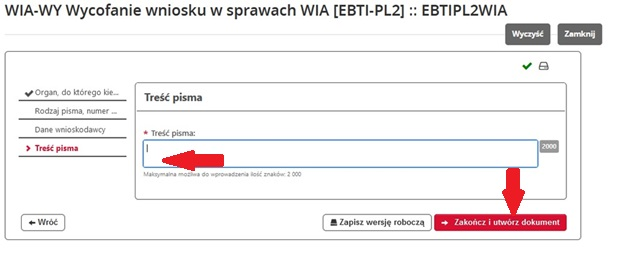 WIA-WY Wycofanie wniosku w sprawach WIA [EBTI-PL2] :: EBTIPL2WIA
Wyczyść Zamknij
Organ, do którego kie...
Rodzaj pisma, numer ...
Dane wnioskodawcy
Treść pisma
Treść pisma
* Treść pisma:
2000
Maksymalna możliwa do wprowadzania ilość znaków: 2 000
Wróć
Zapisz wersję roboczą
Zakończ i utwórz dokument